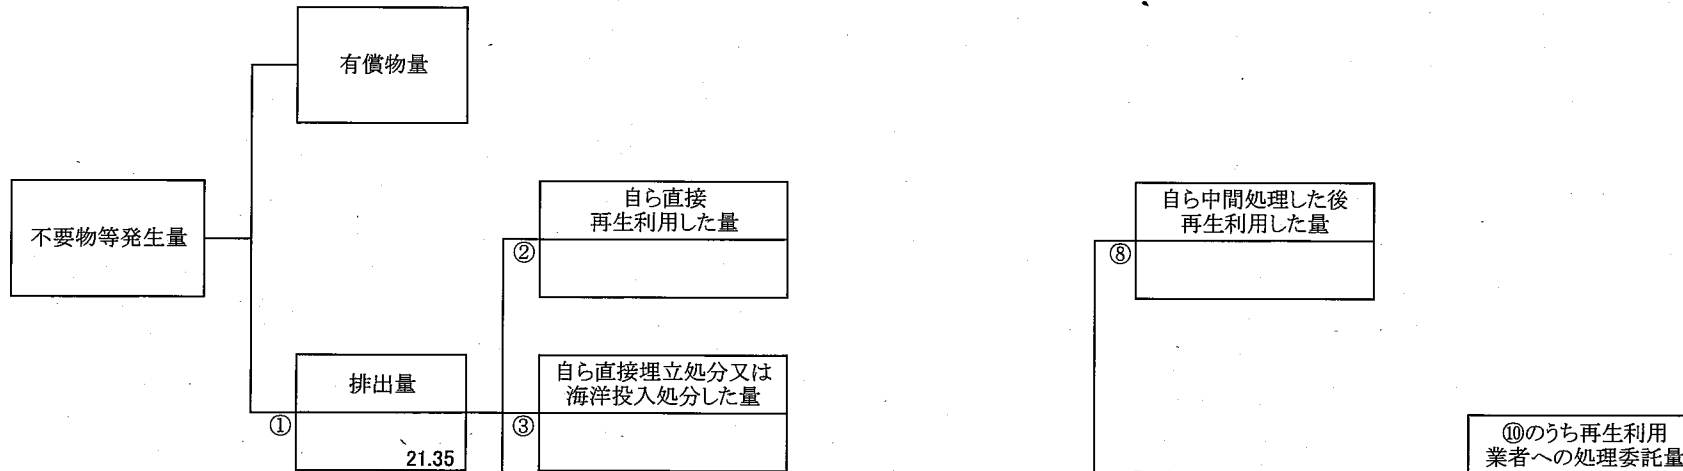 有償物量
不要物等発生量
自ら直接
再生利用した量
②
自ら中間処理した後
再生利用した量
⑧
排出量
①
21.35
自ら直接埋立処分又は
海洋投入処分した量
③
⑩のうち再生利用
業者への処理委託量